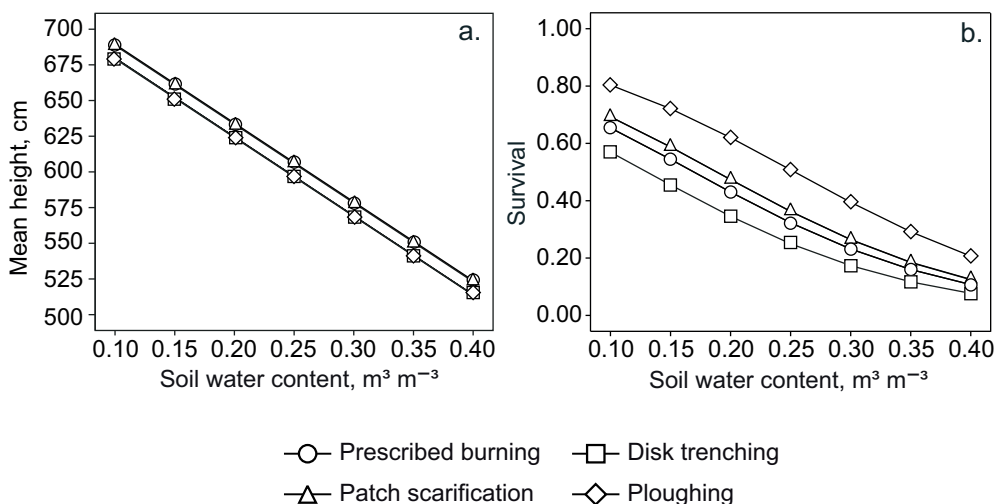 a.
Mean height, cm
700
675
650
625
600
575
550
525
500
0.10 0.15 0.20 0.25 0.30 0.35 0.40
Soil water content, m³ m⁻³
b.
Survival
1.00
0.80
0.60
0.40
0.20
0.00
0.10 0.15 0.20 0.25 0.30 0.35 0.40
Soil water content, m³ m⁻³
Prescribed burning
Disk trenching
Patch scarification
Ploughing